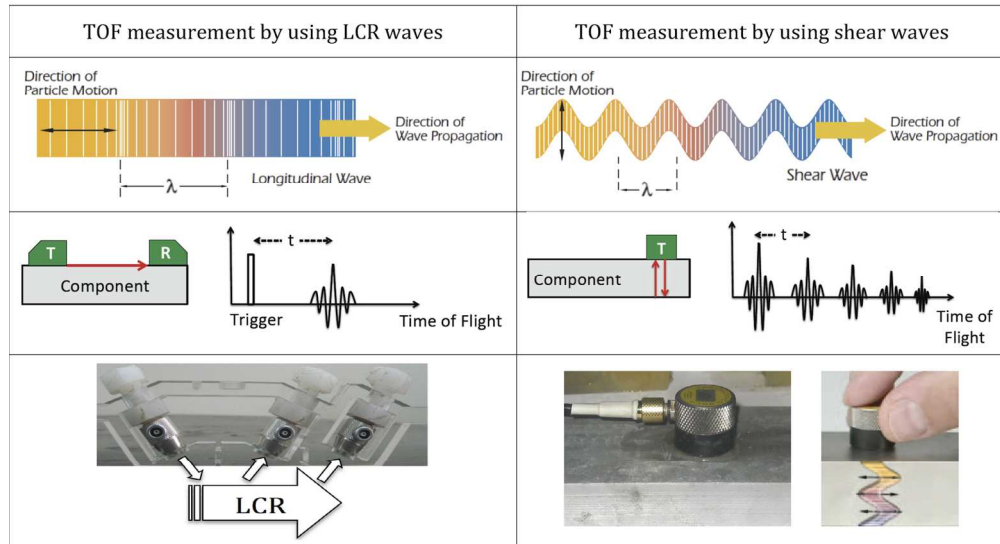 TOF measurement by using LCR waves
TOF measurement by using shear waves
Direction of
Particle Motion
Direction of
Wave Propagation
λ
Longitudinal Wave
Direction of
Particle Motion
Direction of
Wave Propagation
λ
Shear Wave
T
R
Component
t
Trigger
Time of Flight
T
Component
t
Time of
Flight
LCR